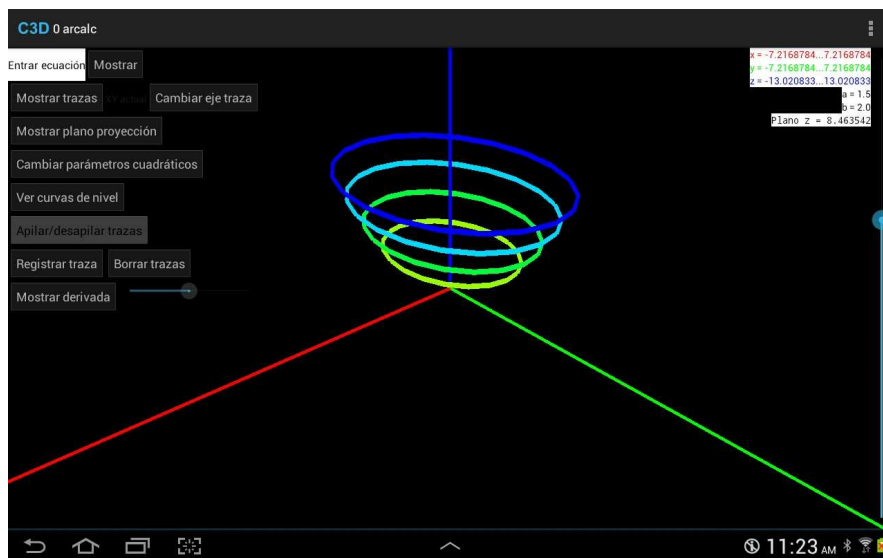 C3D 0 arcalc
Entrar ecuación Mostrar
Mostrar trazas XY actual Cambiar eje traza
Mostrar plano proyección
Cambiar parámetros cuadráticos
Ver curvas de nivel
Apilar/desapilar trazas
Registrar traza Borrar trazas
Mostrar derivada
x = -7.2168784...7.2168784
y = -7.2168784...7.2168784
z = -13.020833...13.020833
a = 1.5
b = 2.0
Plano z = 8.463542
11:23 AM